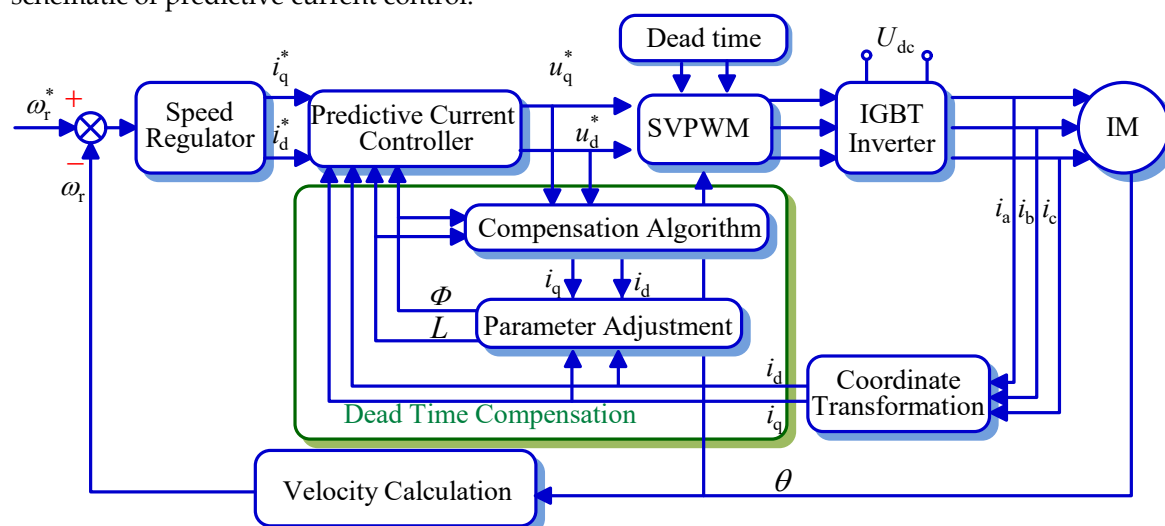 schematic of predictive current control.
Dead time
U_dc
i_q^*
u_q^*
ω_r^*
+
Speed
Regulator
Predictive Current
Controller
SVPWM
IGBT
Inverter
IM
i_d^*
u_d^*
−
ω_r
Compensation Algorithm
i_a
i_b
i_c
i_q
i_d
Φ
L
Parameter Adjustment
i_d
i_q
Coordinate
Transformation
Dead Time Compensation
Velocity Calculation
θ